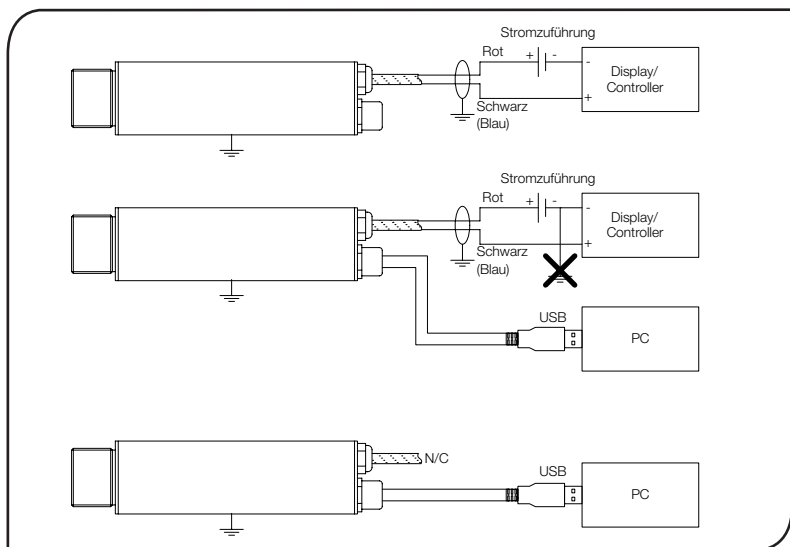 Stromzuführung
Rot
+
-
-
Display/
Controller
+
Schwarz
(Blau)
Stromzuführung
Rot
+
-
-
Display/
Controller
+
Schwarz
(Blau)
USB
PC
N/C
USB
PC